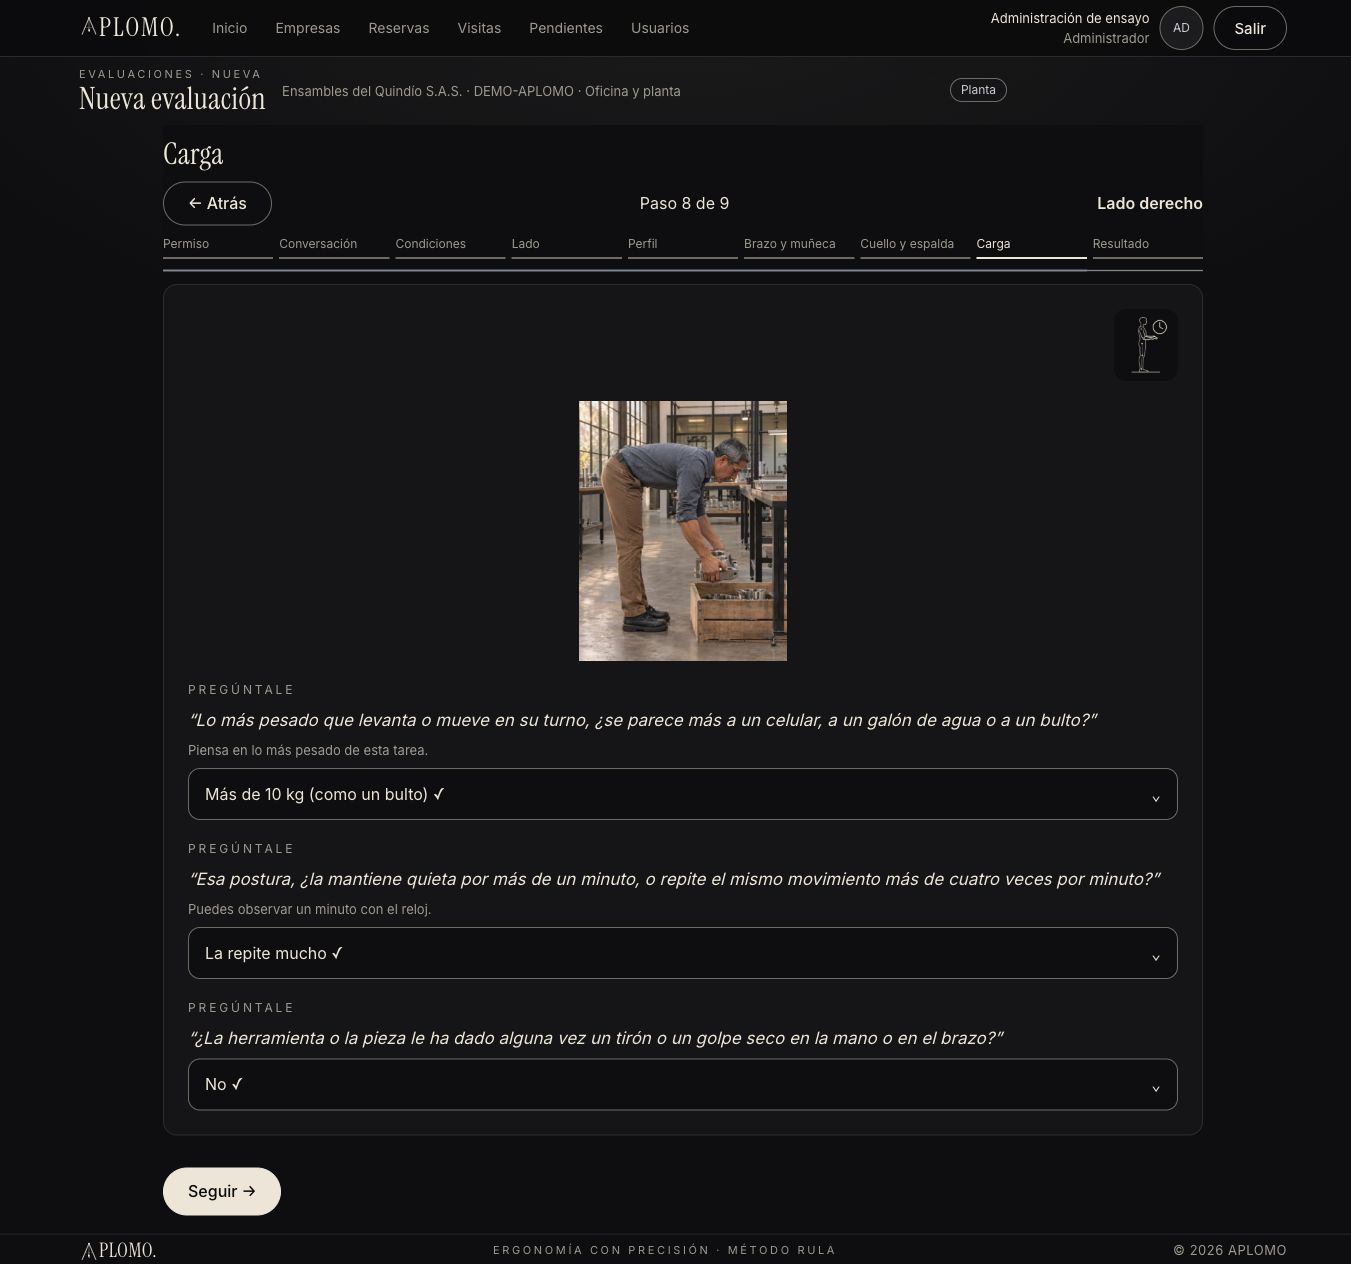 APLOMO.
Inicio
Empresas
Reservas
Visitas
Pendientes
Usuarios
Administración de ensayo
Administrador
AD
Salir
EVALUACIONES · NUEVA
Nueva evaluación
Ensambles del Quindío S.A.S. · DEMO-APLOMO · Oficina y planta
Planta
Carga
← Atrás
Paso 8 de 9
Lado derecho
Permiso
Conversación
Condiciones
Lado
Perfil
Brazo y muñeca
Cuello y espalda
Carga
Resultado
PREGÚNTALE
“Lo más pesado que levanta o mueve en su turno, ¿se parece más a un celular, a un galón de agua o a un bulto?”
Piensa en lo más pesado de esta tarea.
Más de 10 kg (como un bulto) ✓
PREGÚNTALE
“Esa postura, ¿la mantiene quieta por más de un minuto, o repite el mismo movimiento más de cuatro veces por minuto?”
Puedes observar un minuto con el reloj.
La repite mucho ✓
PREGÚNTALE
“¿La herramienta o la pieza le ha dado alguna vez un tirón o un golpe seco en la mano o en el brazo?”
No ✓
Seguir →
APLOMO.
ERGONOMÍA CON PRECISIÓN · MÉTODO RULA
© 2026 APLOMO